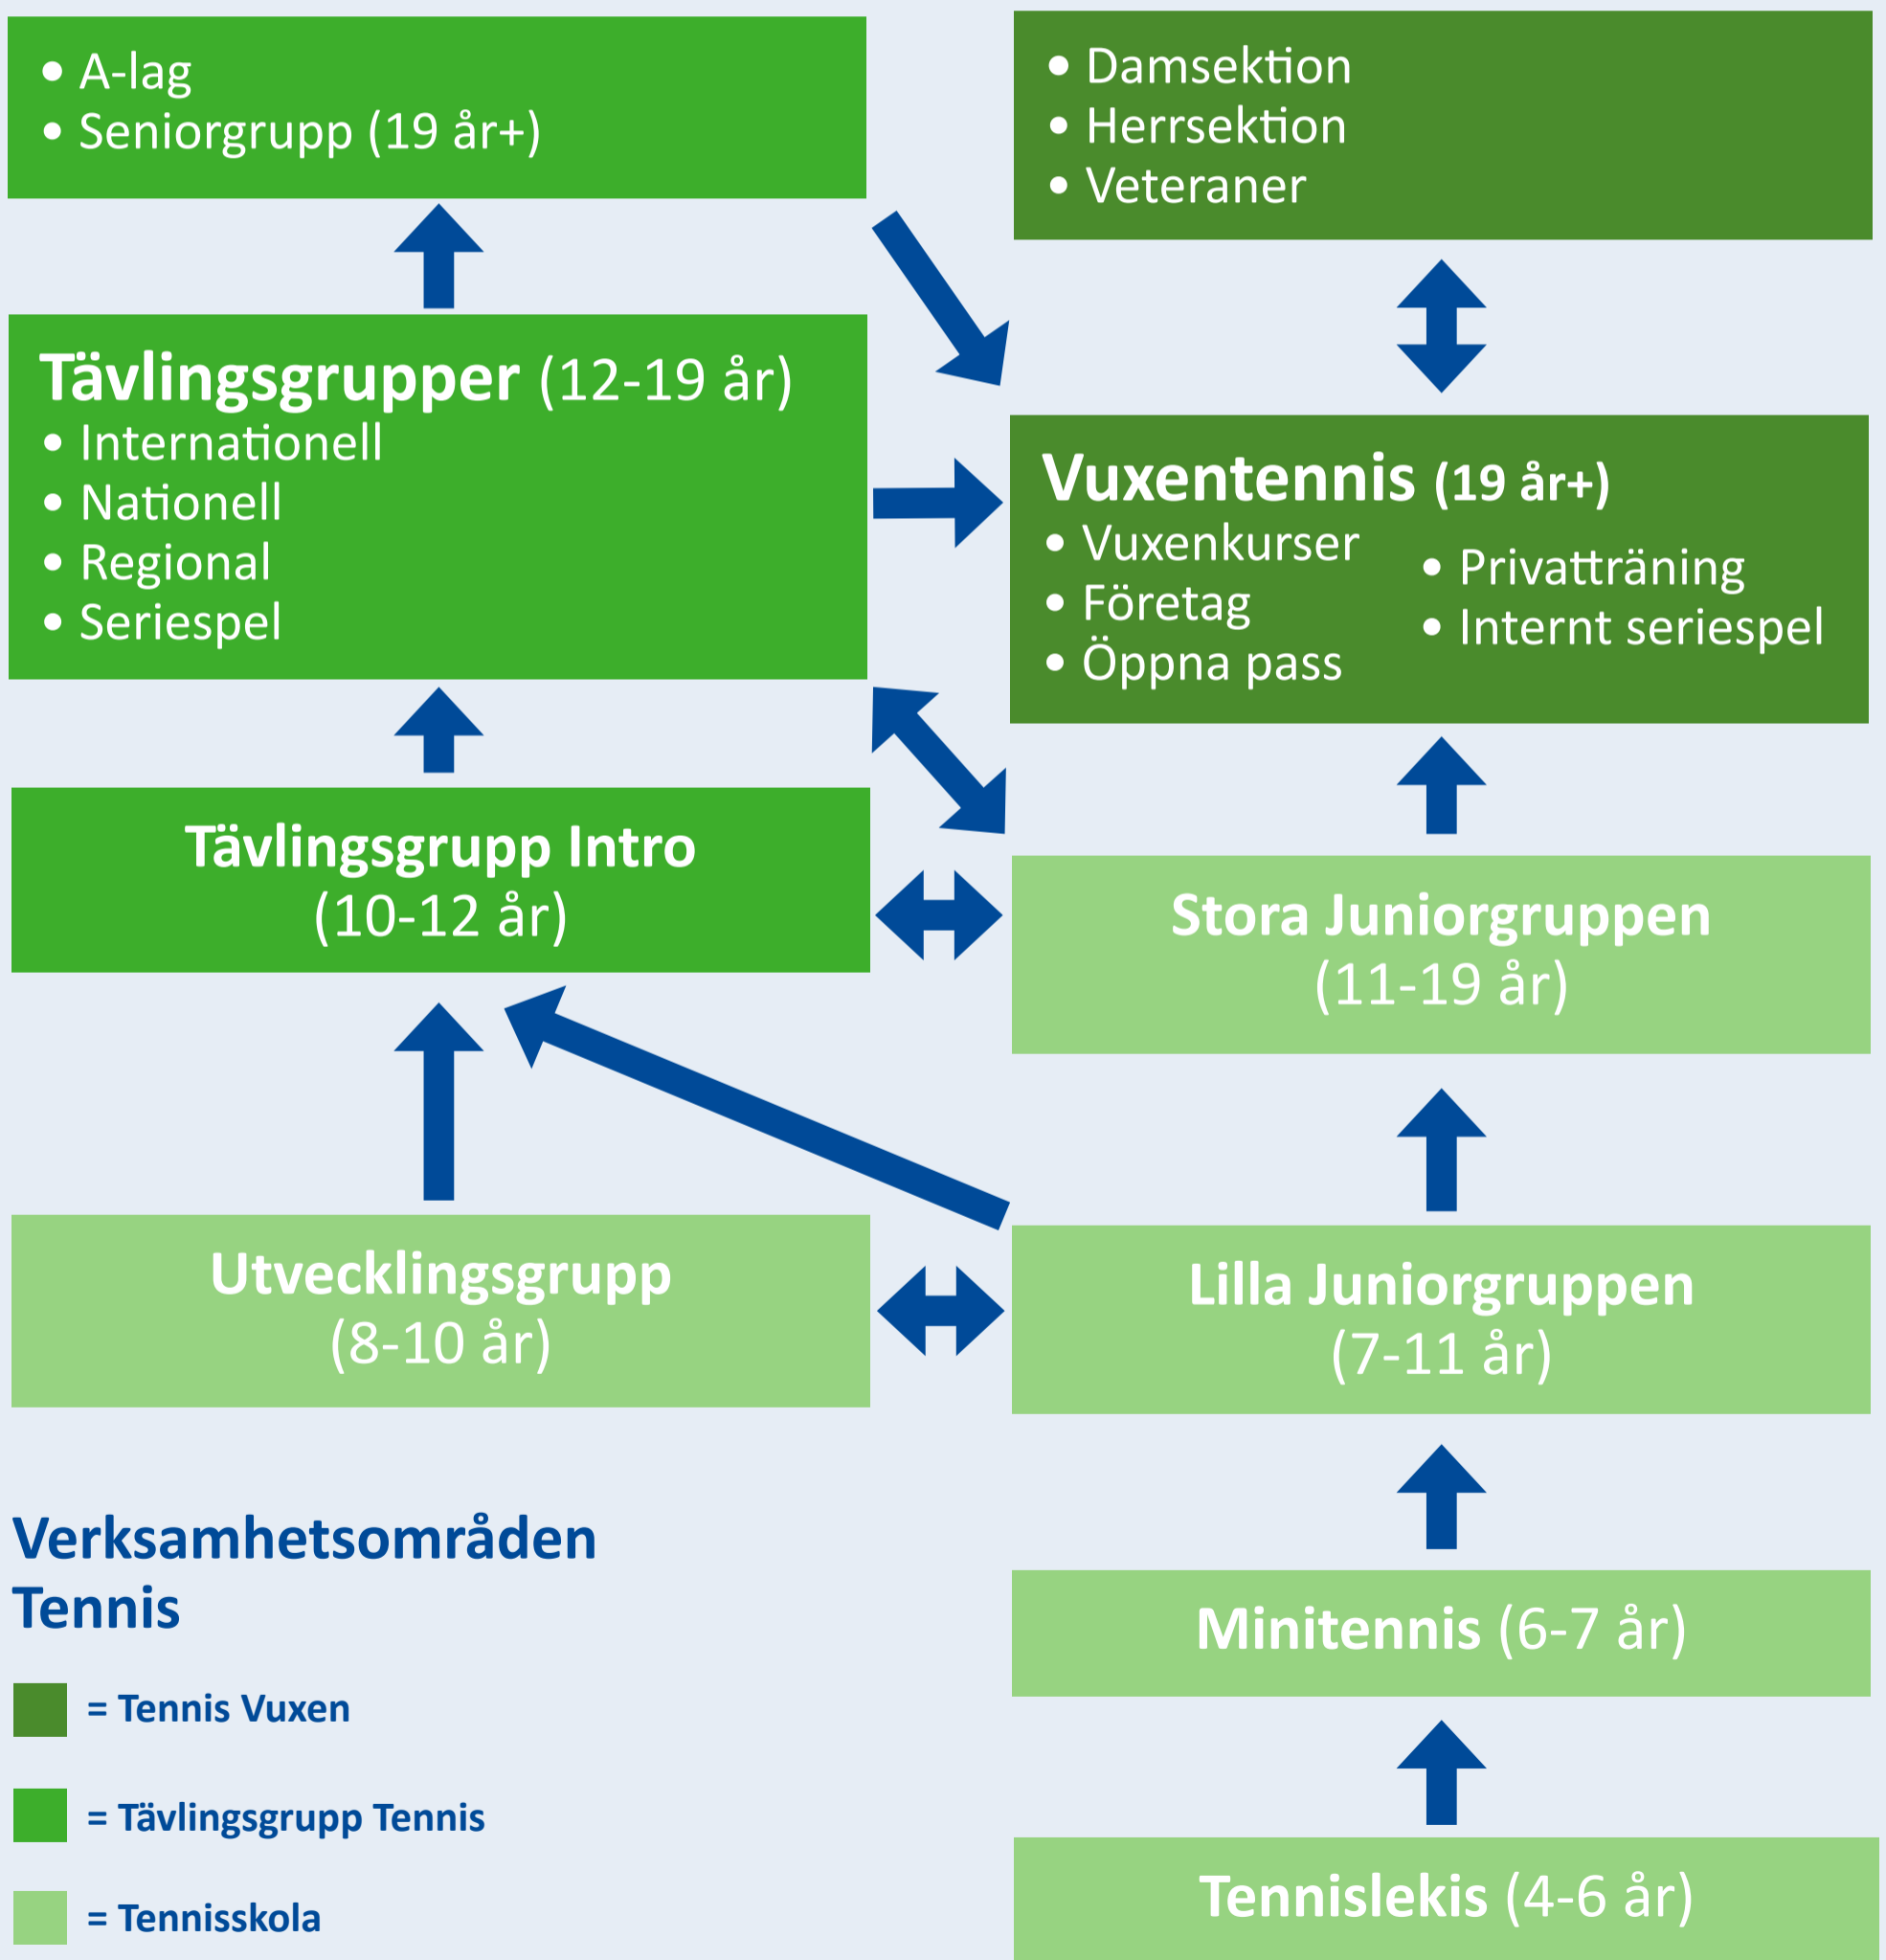 • A-lag
• Seniorgrupp (19 år+)
• Damsektion
• Herrsektion
• Veteraner
Tävlingsgrupper (12-19 år)
• Internationell
• Nationell
• Regional
• Seriespel
Vuxentennis (19 år+)
• Vuxenkurser
• Företag
• Öppna pass
• Privatträning
• Internt seriespel
Tävlingsgrupp Intro
(10-12 år)
Stora Juniorgruppen
(11-19 år)
Utvecklingsgrupp
(8-10 år)
Lilla Juniorgruppen
(7-11 år)
Minitennis (6-7 år)
Tennislekis (4-6 år)
Verksamhetsområden
Tennis
= Tennis Vuxen
= Tävlingsgrupp Tennis
= Tennisskola